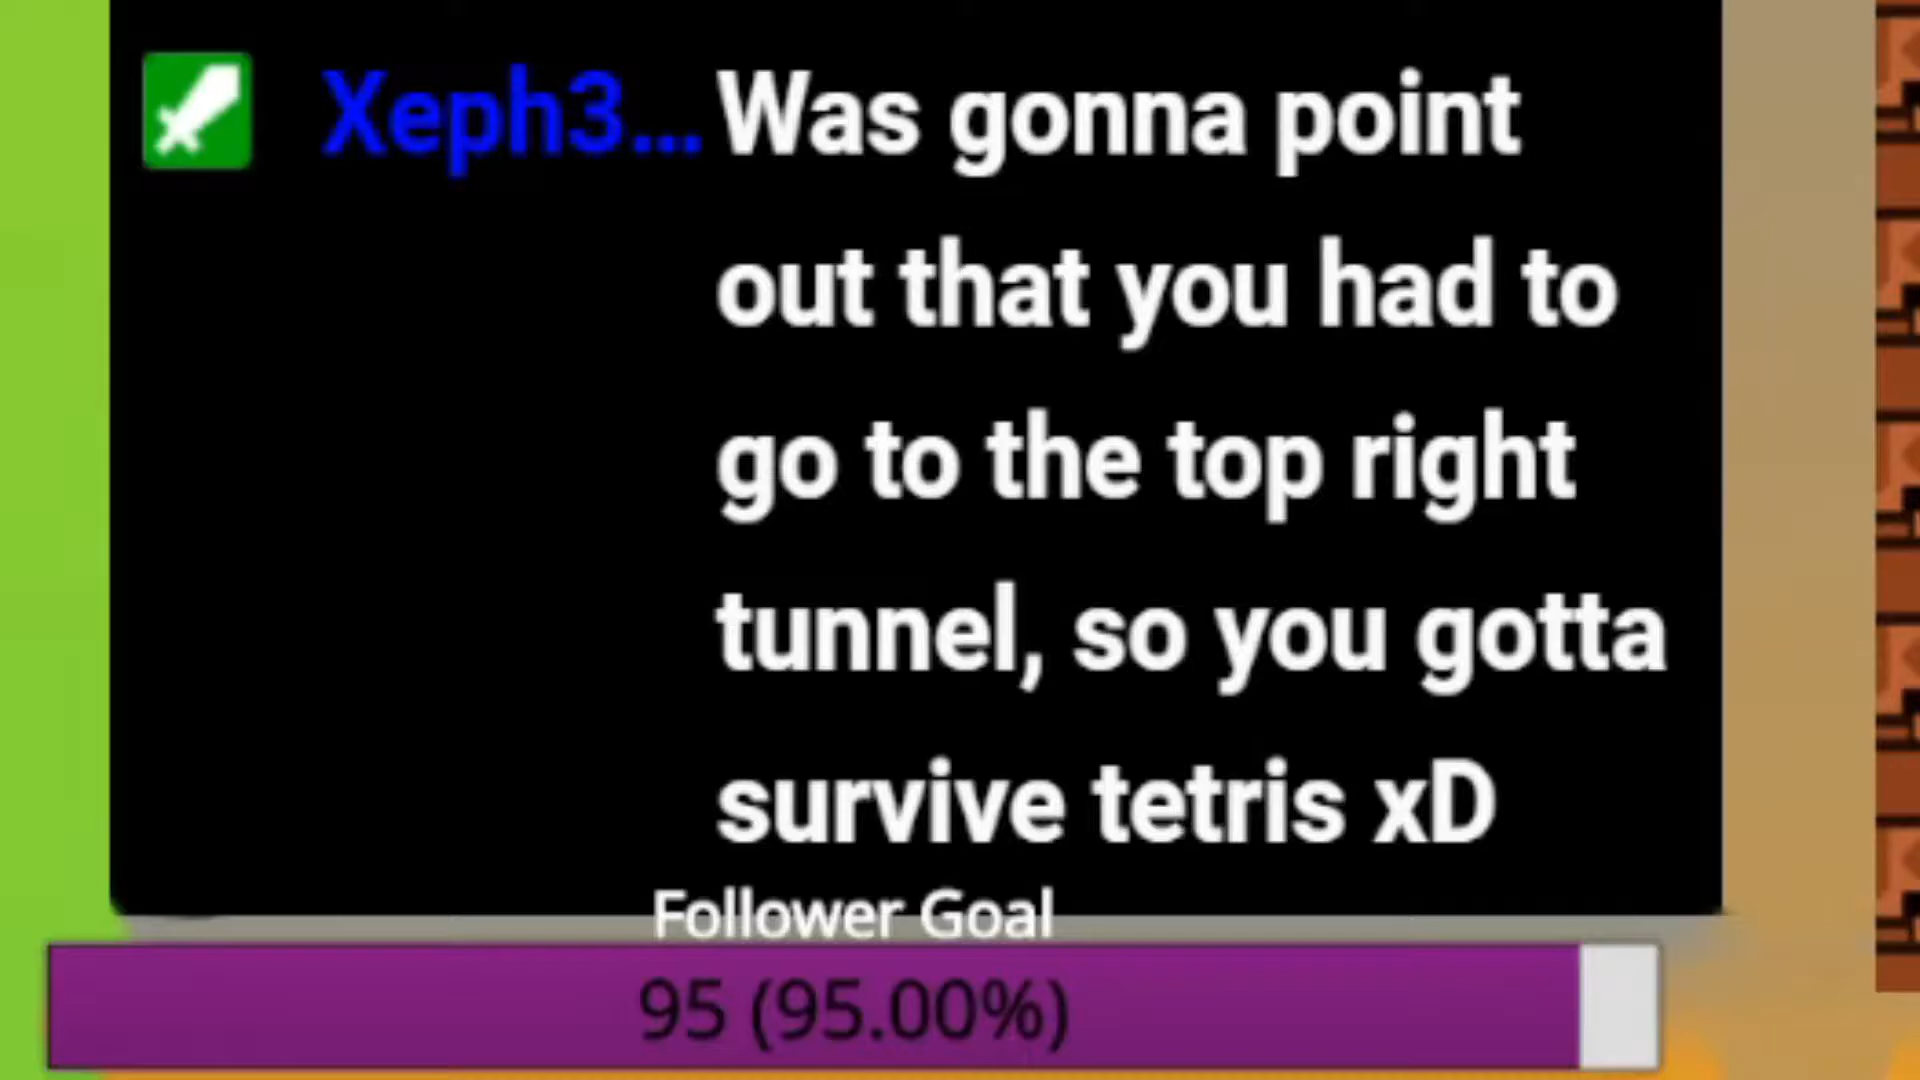 Xeph3... Was gonna point
out that you had to
go to the top right
tunnel, so you gotta
survive tetris xD
Follower Goal
95 (95.00%)